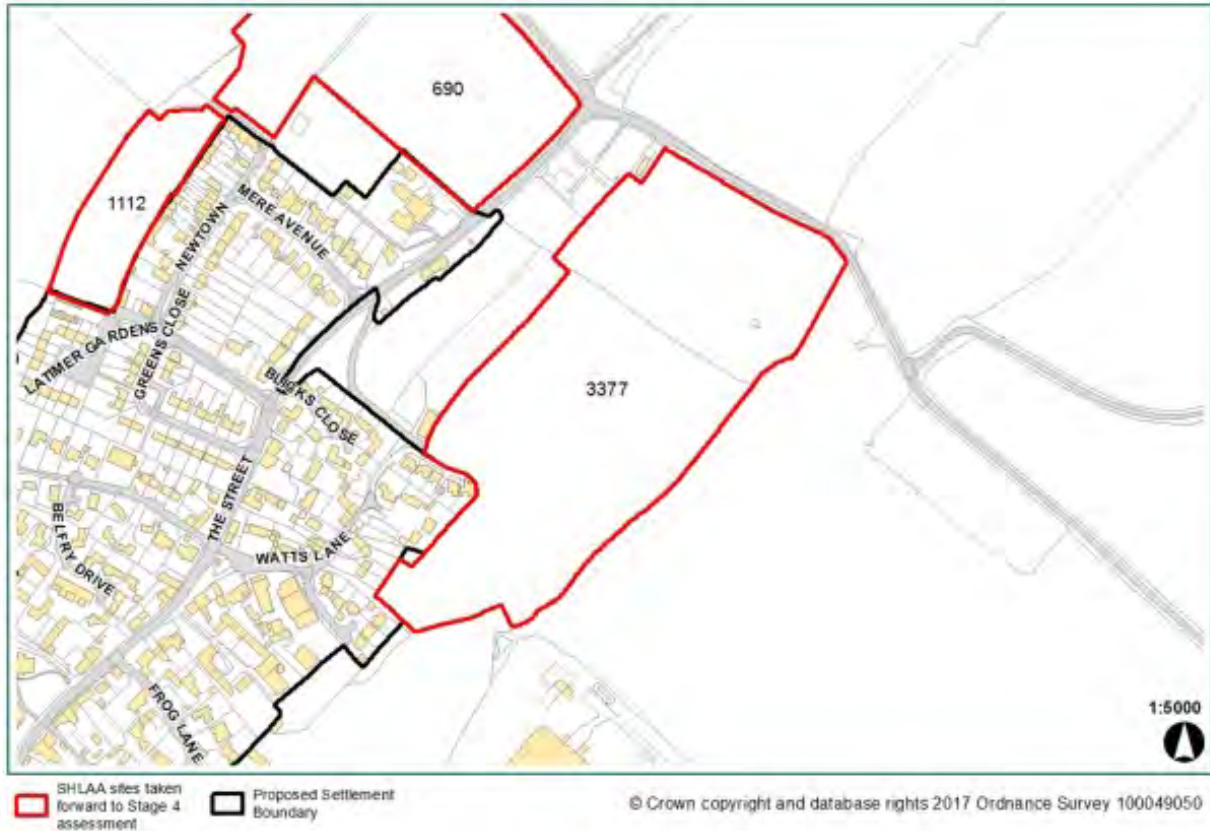 690
1112
MERE AVENUE
NEWTOWN
LATIMER GARDENS
GREENS CLOSE
BUCKS CLOSE
3377
THE STREET
BELFRY DRIVE
WATTS LANE
FROG LANE
1:5000
SHLAA sites taken
forward to Stage 4
assessment
Proposed Settlement
Boundary
© Crown copyright and database rights 2017 Ordnance Survey 100049050